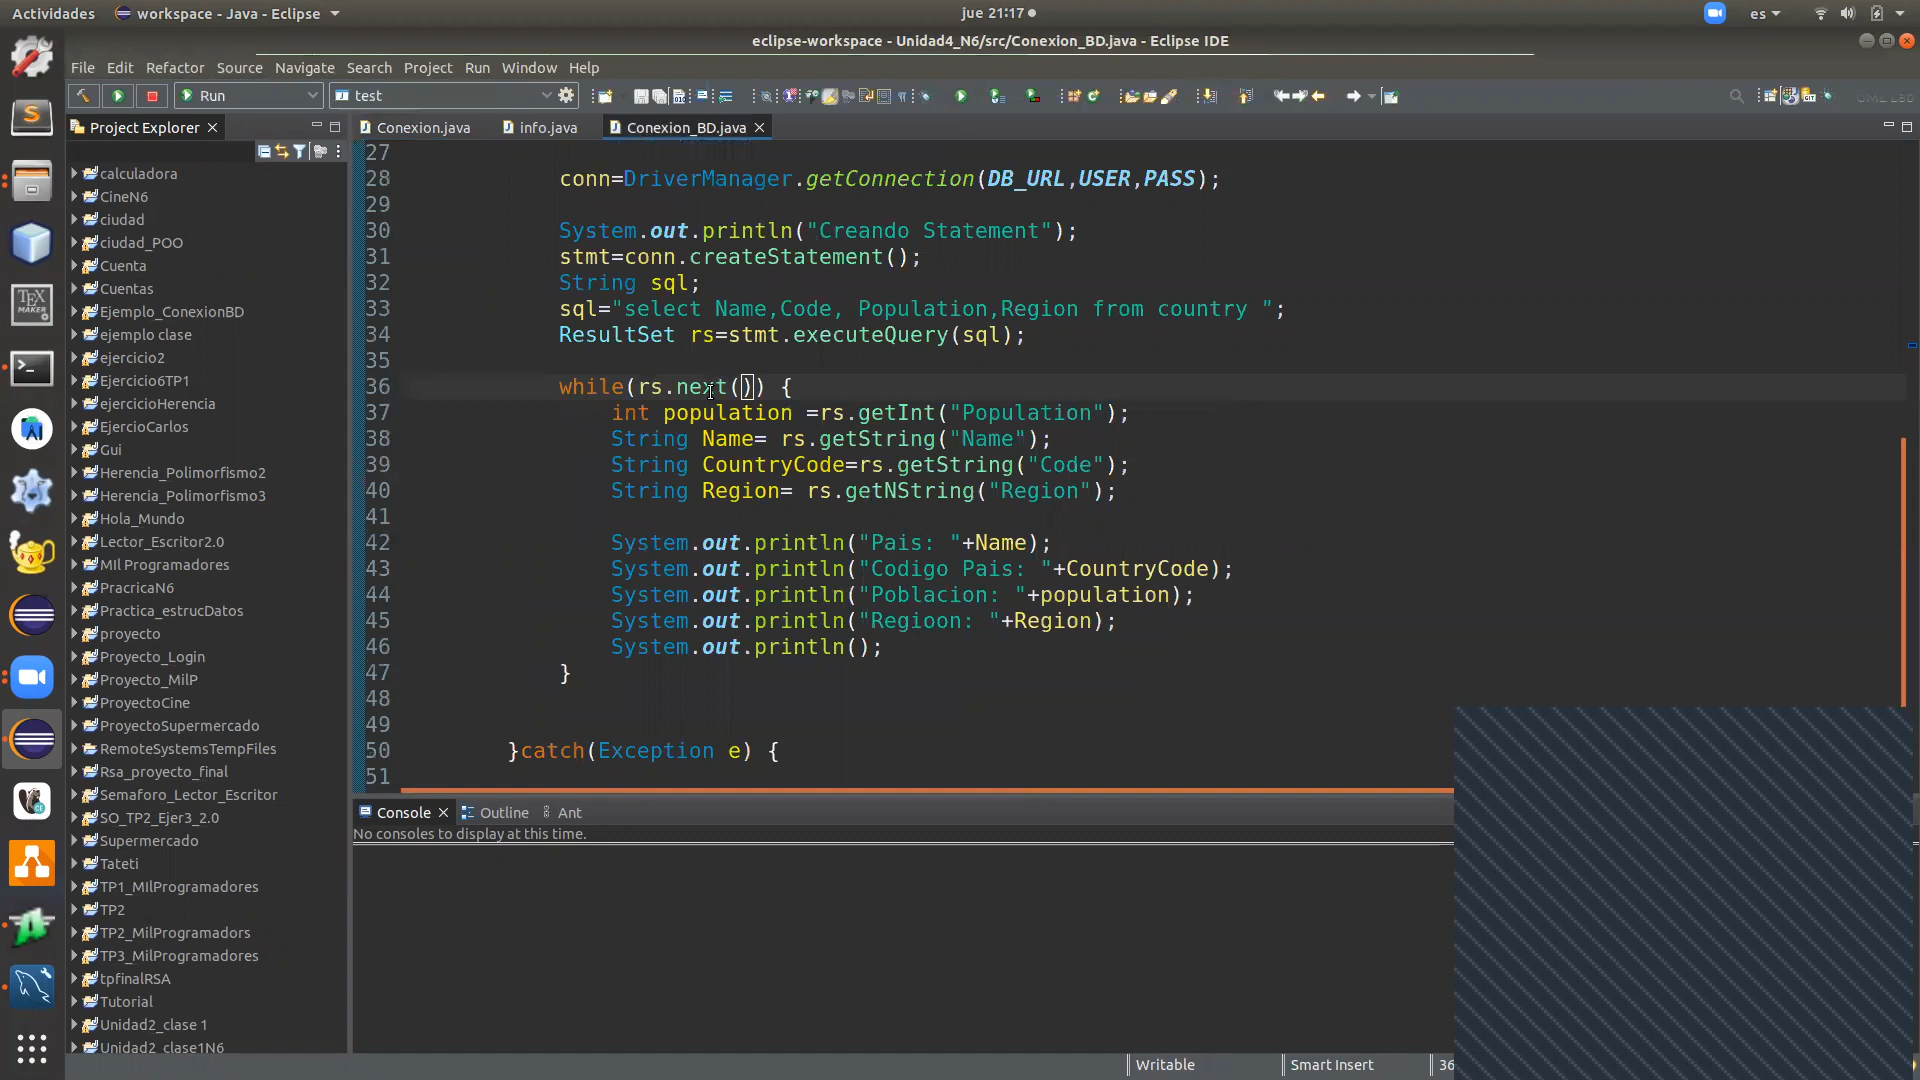 Actividades
workspace - Java - Eclipse
jue 21:17
es
eclipse-workspace - Unidad4_N6/src/Conexion_BD.java - Eclipse IDE
File Edit Refactor Source Navigate Search Project Run Window Help
Run
test
Project Explorer
Conexion.java
info.java
Conexion_BD.java
calculadora
CineN6
ciudad
ciudad_POO
Cuenta
Cuentas
Ejemplo_ConexionBD
ejemplo clase
ejercicio2
Ejercicio6TP1
ejercicioHerencia
EjercioCarlos
Gui
Herencia_Polimorfismo2
Herencia_Polimorfismo3
Hola_Mundo
Lector_Escritor2.0
MIl Programadores
PracricaN6
Practica_estrucDatos
proyecto
Proyecto_Login
Proyecto_MilP
ProyectoCine
ProyectoSupermercado
RemoteSystemsTempFiles
Rsa_proyecto_final
Semaforo_Lector_Escritor
SO_TP2_Ejer3_2.0
Supermercado
Tateti
TP1_MIlProgramadores
TP2
TP2_MilProgramadors
TP3_MilProgramadores
tpfinalRSA
Tutorial
Unidad2_clase 1
Unidad2_clase1N6
27
28 conn=DriverManager.getConnection(DB_URL,USER,PASS);
29
30 System.out.println("Creando Statement");
31 stmt=conn.createStatement();
32 String sql;
33 sql="select Name,Code, Population,Region from country ";
34 ResultSet rs=stmt.executeQuery(sql);
35
36 while(rs.next()) {
37 int population =rs.getInt("Population");
38 String Name= rs.getString("Name");
39 String CountryCode=rs.getString("Code");
40 String Region= rs.getNString("Region");
41
42 System.out.println("Pais: "+Name);
43 System.out.println("Codigo Pais: "+CountryCode);
44 System.out.println("Poblacion: "+population);
45 System.out.println("Regioon: "+Region);
46 System.out.println();
47 }
48
49
50 }catch(Exception e) {
51
Console
Outline
Ant
No consoles to display at this time.
Writable
Smart Insert
36